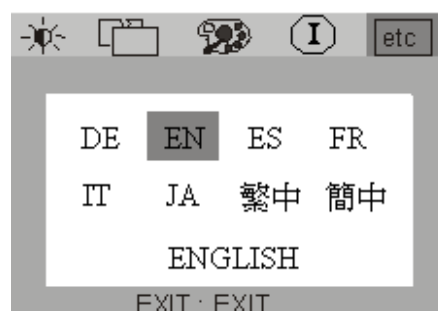 I etc
DE EN ES FR
IT JA 繁中 簡中
ENGLISH
EXIT : EXIT